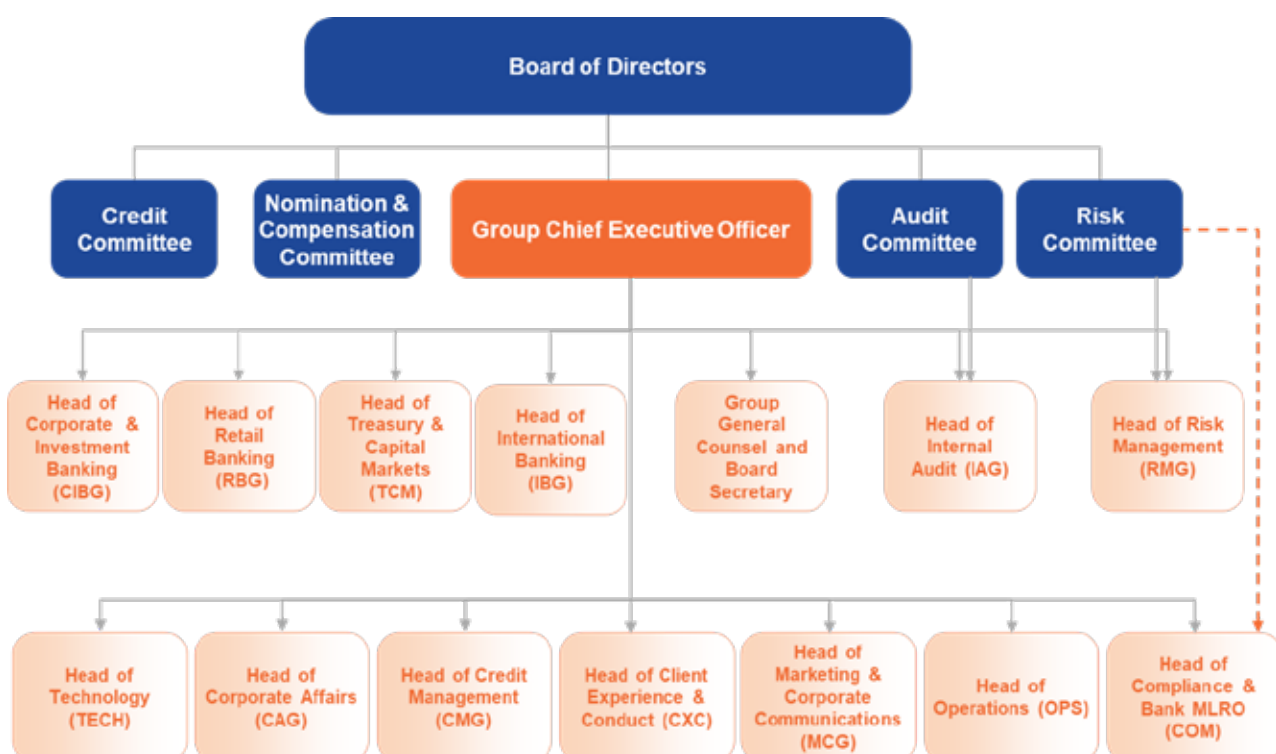 Board of Directors
Credit
Committee
Nomination &
Compensation
Committee
Group Chief Executive Officer
Audit
Committee
Risk
Committee
Head of
Corporate &
Investment
Banking
(CIBG)
Head of
Retail
Banking
(RBG)
Head of
Treasury &
Capital
Markets
(TCM)
Head of
International
Banking
(IBG)
Group
General
Counsel and
Board
Secretary
Head of
Internal
Audit (IAG)
Head of Risk
Management
(RMG)
Head of
Technology
(TECH)
Head of
Corporate Affairs
(CAG)
Head of Credit
Management
(CMG)
Head of Client
Experience &
Conduct (CXC)
Head of
Marketing &
Corporate
Communications
(MCG)
Head of
Operations (OPS)
Head of
Compliance &
Bank MLRO
(COM)